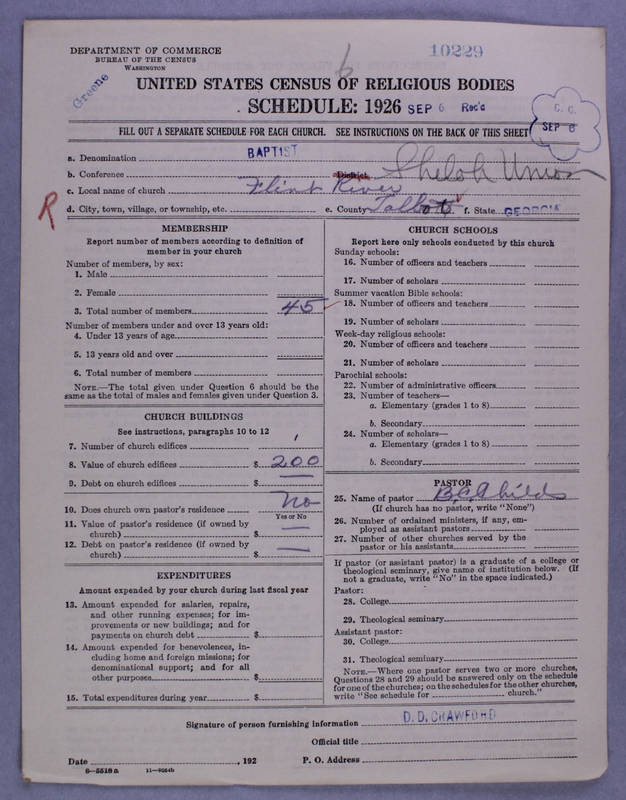 DEPARTMENT OF COMMERCE
BUREAU OF THE CENSUS
WASHINGTON
Greene
6
10229
UNITED STATES CENSUS OF RELIGIOUS BODIES
SCHEDULE: 1926 SEP 6 Rec'd
C. C.
SEP 6
FILL OUT A SEPARATE SCHEDULE FOR EACH CHURCH. SEE INSTRUCTIONS ON THE BACK OF THIS SHEET
a. Denomination BAPTIST
b. Conference District Shiloh Union
c. Local name of church Flint River
R
d. City, town, village, or township, etc. e. County Talbot f. State GEORGIA
MEMBERSHIP
Report number of members according to definition of
member in your church
Number of members, by sex:
1. Male
2. Female
3. Total number of members 45
Number of members under and over 13 years old:
4. Under 13 years of age
5. 13 years old and over
6. Total number of members
NOTE.—The total given under Question 6 should be the
same as the total of males and females given under Question 3.
CHURCH BUILDINGS
See instructions, paragraphs 10 to 12
7. Number of church edifices 1
8. Value of church edifices $ 200
9. Debt on church edifices $ —
10. Does church own pastor's residence No
Yes or No
11. Value of pastor's residence (if owned by
church) $ —
12. Debt on pastor's residence (if owned by
church) $ —
EXPENDITURES
Amount expended by your church during last fiscal year
13. Amount expended for salaries, repairs,
and other running expenses; for im-
provements or new buildings; and for
payments on church debt $
14. Amount expended for benevolences, in-
cluding home and foreign missions; for
denominational support; and for all
other purposes $
15. Total expenditures during year $
CHURCH SCHOOLS
Report here only schools conducted by this church
Sunday schools:
16. Number of officers and teachers
17. Number of scholars
Summer vacation Bible schools:
18. Number of officers and teachers
19. Number of scholars
Week-day religious schools:
20. Number of officers and teachers
21. Number of scholars
Parochial schools:
22. Number of administrative officers
23. Number of teachers—
a. Elementary (grades 1 to 8)
b. Secondary
24. Number of scholars—
a. Elementary (grades 1 to 8)
b. Secondary
PASTOR
25. Name of pastor Childs
(If church has no pastor, write "None")
26. Number of ordained ministers, if any, em-
ployed as assistant pastors
27. Number of other churches served by the
pastor or his assistants
If pastor (or assistant pastor) is a graduate of a college or
theological seminary, give name of institution below. (If
not a graduate, write "No" in the space indicated.)
Pastor:
28. College
29. Theological seminary
Assistant pastor:
30. College
31. Theological seminary
NOTE.—Where one pastor serves two or more churches,
Questions 28 and 29 should be answered only on the schedule
for one of the churches; on the schedules for the other churches,
write "See schedule for church."
Signature of person furnishing information D. D. CRAWFORD
Official title
Date , 192 P. O. Address
8—5518a 11—9554b